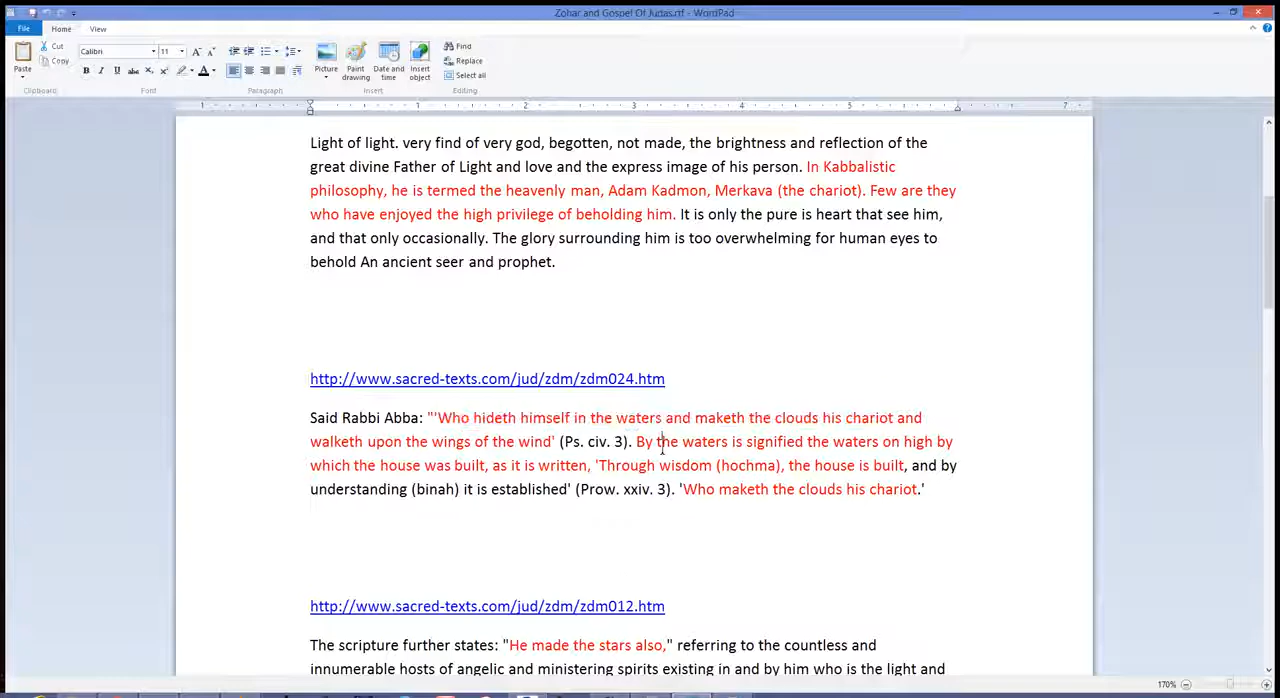 Zohar and Gospel Of Judas.rtf - WordPad
File Home View
Paste
Cut
Copy
Clipboard
Calibri 11
Font
Paragraph
Picture
Paint drawing
Date and time
Insert object
Insert
Find
Replace
Select all
Editing
1 1 2 3 4 5 6 7
Light of light. very find of very god, begotten, not made, the brightness and reflection of the
great divine Father of Light and love and the express image of his person. In Kabbalistic
philosophy, he is termed the heavenly man, Adam Kadmon, Merkava (the chariot). Few are they
who have enjoyed the high privilege of beholding him. It is only the pure is heart that see him,
and that only occasionally. The glory surrounding him is too overwhelming for human eyes to
behold An ancient seer and prophet.
http://www.sacred-texts.com/jud/zdm/zdm024.htm
Said Rabbi Abba: "'Who hideth himself in the waters and maketh the clouds his chariot and
walketh upon the wings of the wind' (Ps. civ. 3). By the waters is signified the waters on high by
which the house was built, as it is written, 'Through wisdom (hochma), the house is built, and by
understanding (binah) it is established' (Prow. xxiv. 3). 'Who maketh the clouds his chariot.'
http://www.sacred-texts.com/jud/zdm/zdm012.htm
The scripture further states: "He made the stars also," referring to the countless and
innumerable hosts of angelic and ministering spirits existing in and by him who is the light and
170%